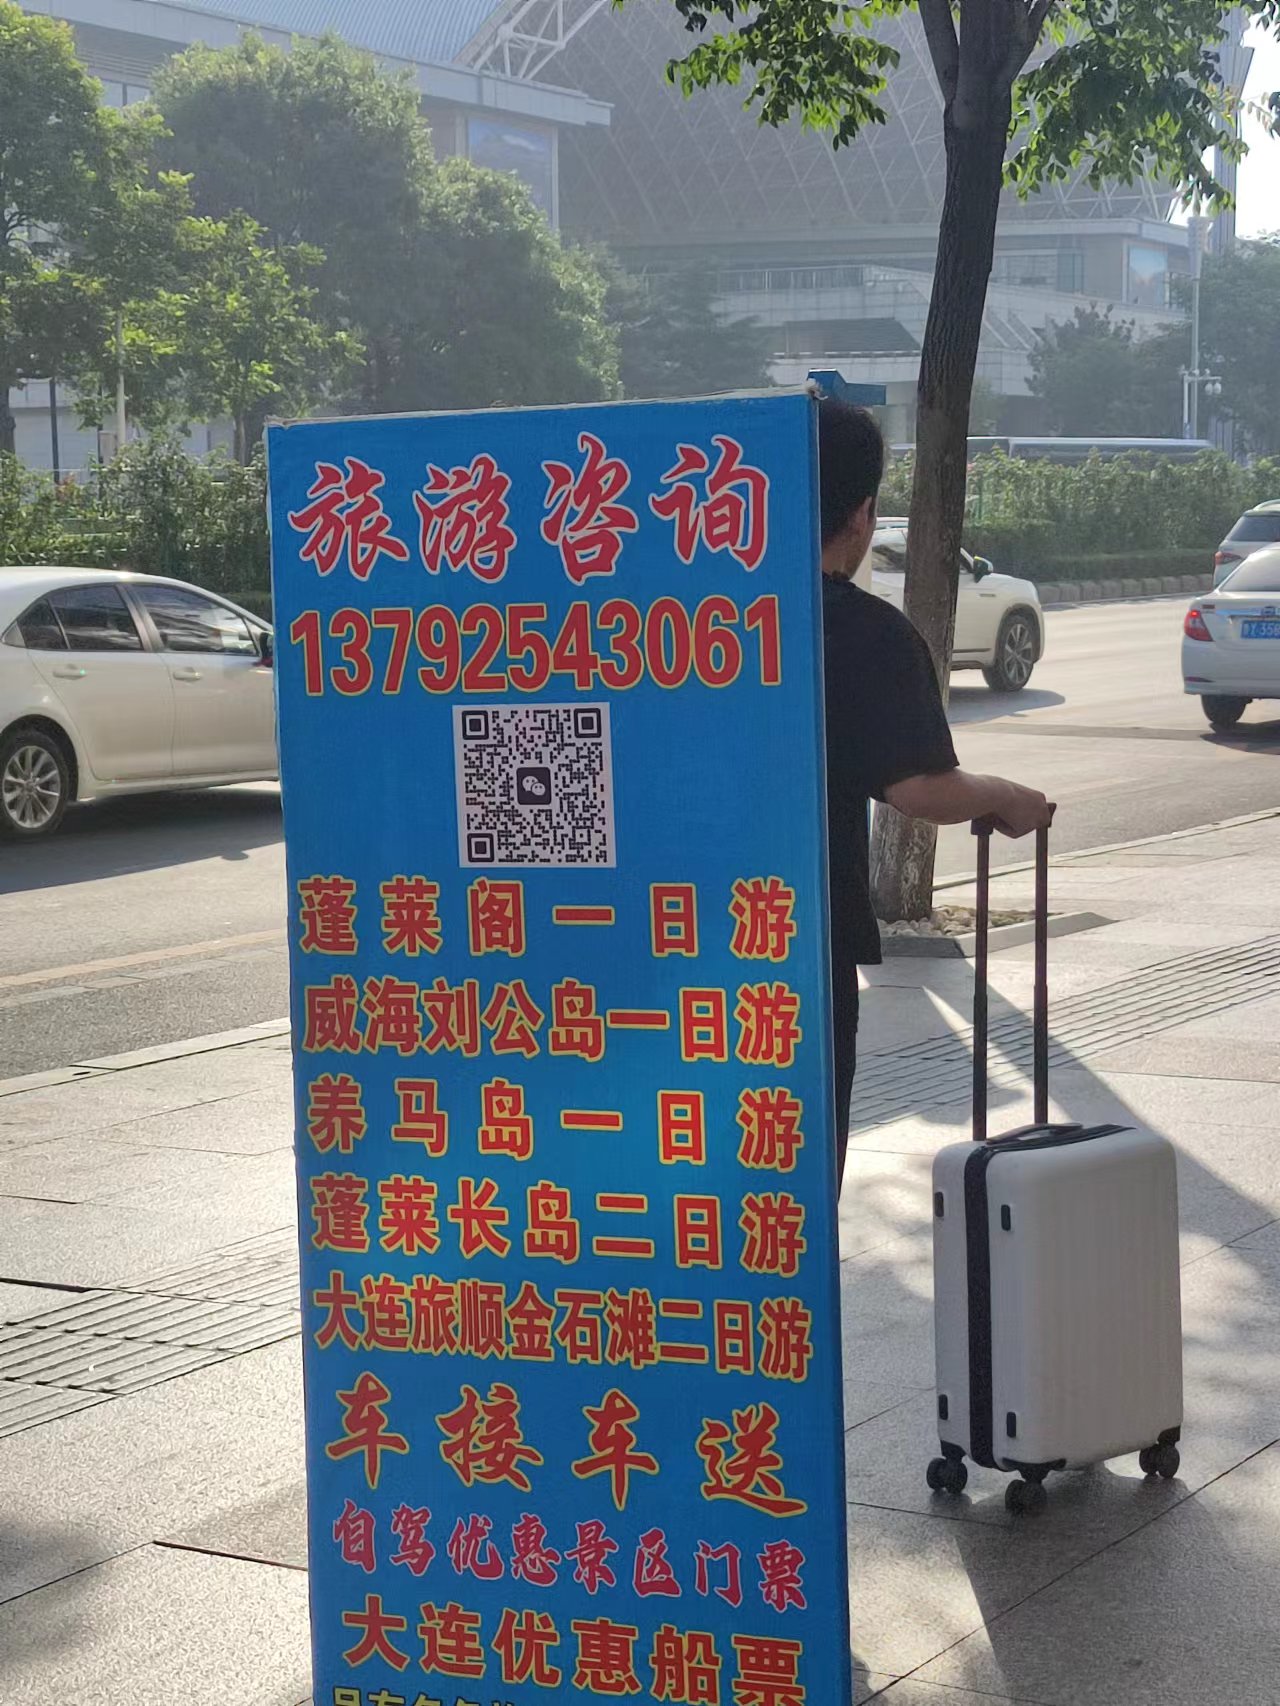 旅游咨询
13792543061
蓬莱阁一日游
威海刘公岛一日游
养马岛一日游
蓬莱长岛二日游
大连旅顺金石滩二日游
车接车送
自驾优惠景区门票
大连优惠船票